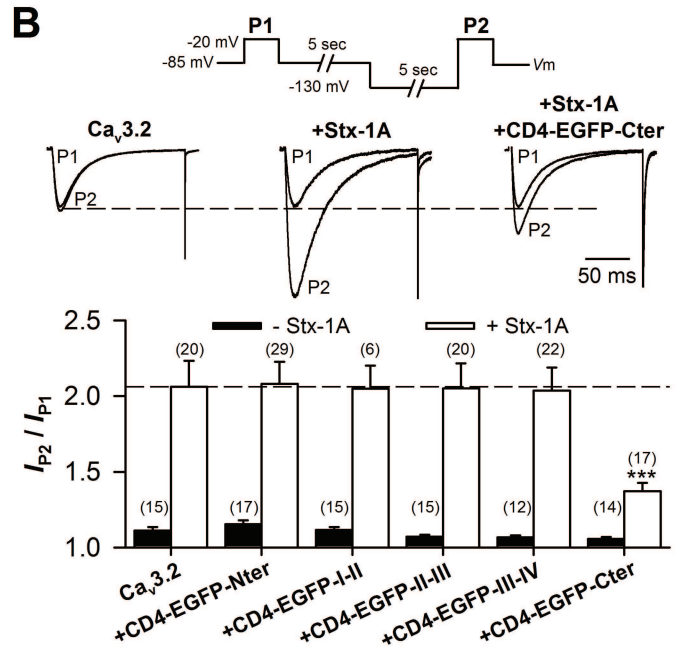 B
P1
P2
-20 mV
5 sec
-85 mV
Vm
-130 mV
5 sec
Cav3.2
+Stx-1A
+Stx-1A
+CD4-EGFP-Cter
P1
P1
P1
P2
P2
P2
50 ms
2.5
- Stx-1A
+ Stx-1A
(20)
(29)
(6)
(20)
(22)
2.0
IP2 / IP1
(17)
***
1.5
(15)
(17)
(15)
(15)
(12)
(14)
1.0
Cav3.2
+CD4-EGFP-Nter
+CD4-EGFP-I-II
+CD4-EGFP-II-III
+CD4-EGFP-III-IV
+CD4-EGFP-Cter